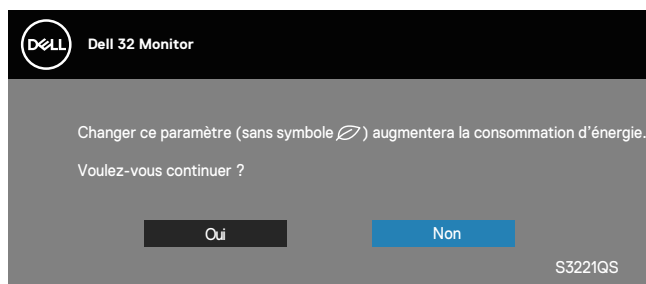 DELL
Dell 32 Monitor
Changer ce paramètre (sans symbole ) augmentera la consommation d’énergie.
Voulez-vous continuer ?
Oui
Non
S3221QS